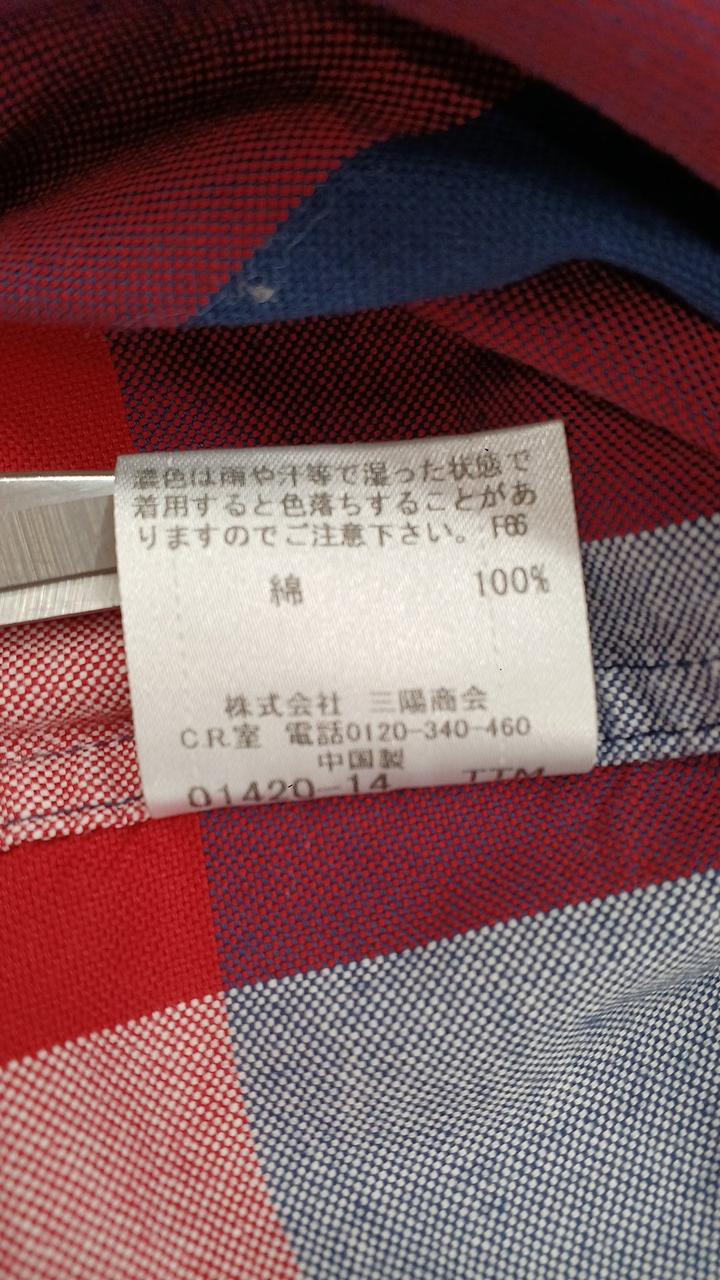 濃色は雨や汗等で湿った状態で
着用すると色落ちすることがあ
りますのでご注意下さい。 F66
綿 100%
株式会社 三陽商会
C.R.室 電話0120-340-460
中国製
01420-14 TTM